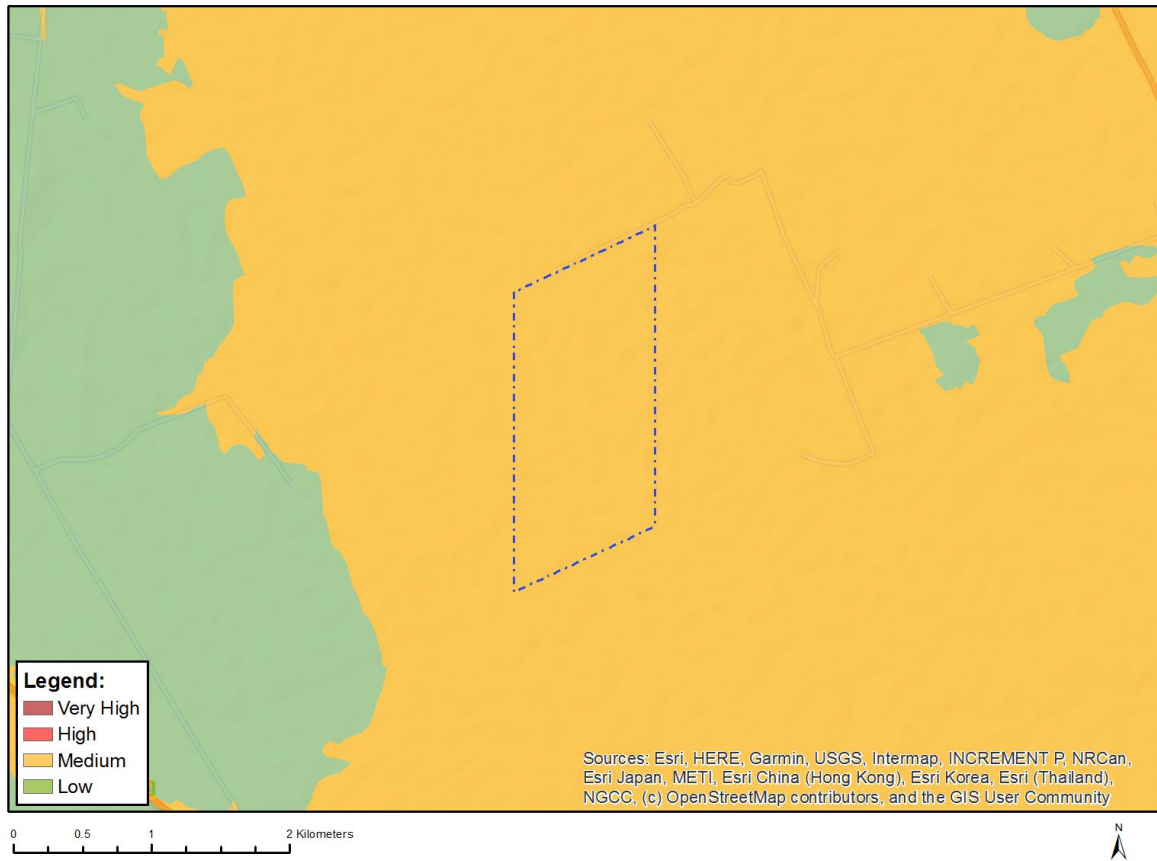 Legend:
Very High
High
Medium
Low
Sources: Esri, HERE, Garmin, USGS, Intermap, INCREMENT P, NRCan,
Esri Japan, METI, Esri China (Hong Kong), Esri Korea, Esri (Thailand),
NGCC, (c) OpenStreetMap contributors, and the GIS User Community
0 0.5 1 2 Kilometers
N